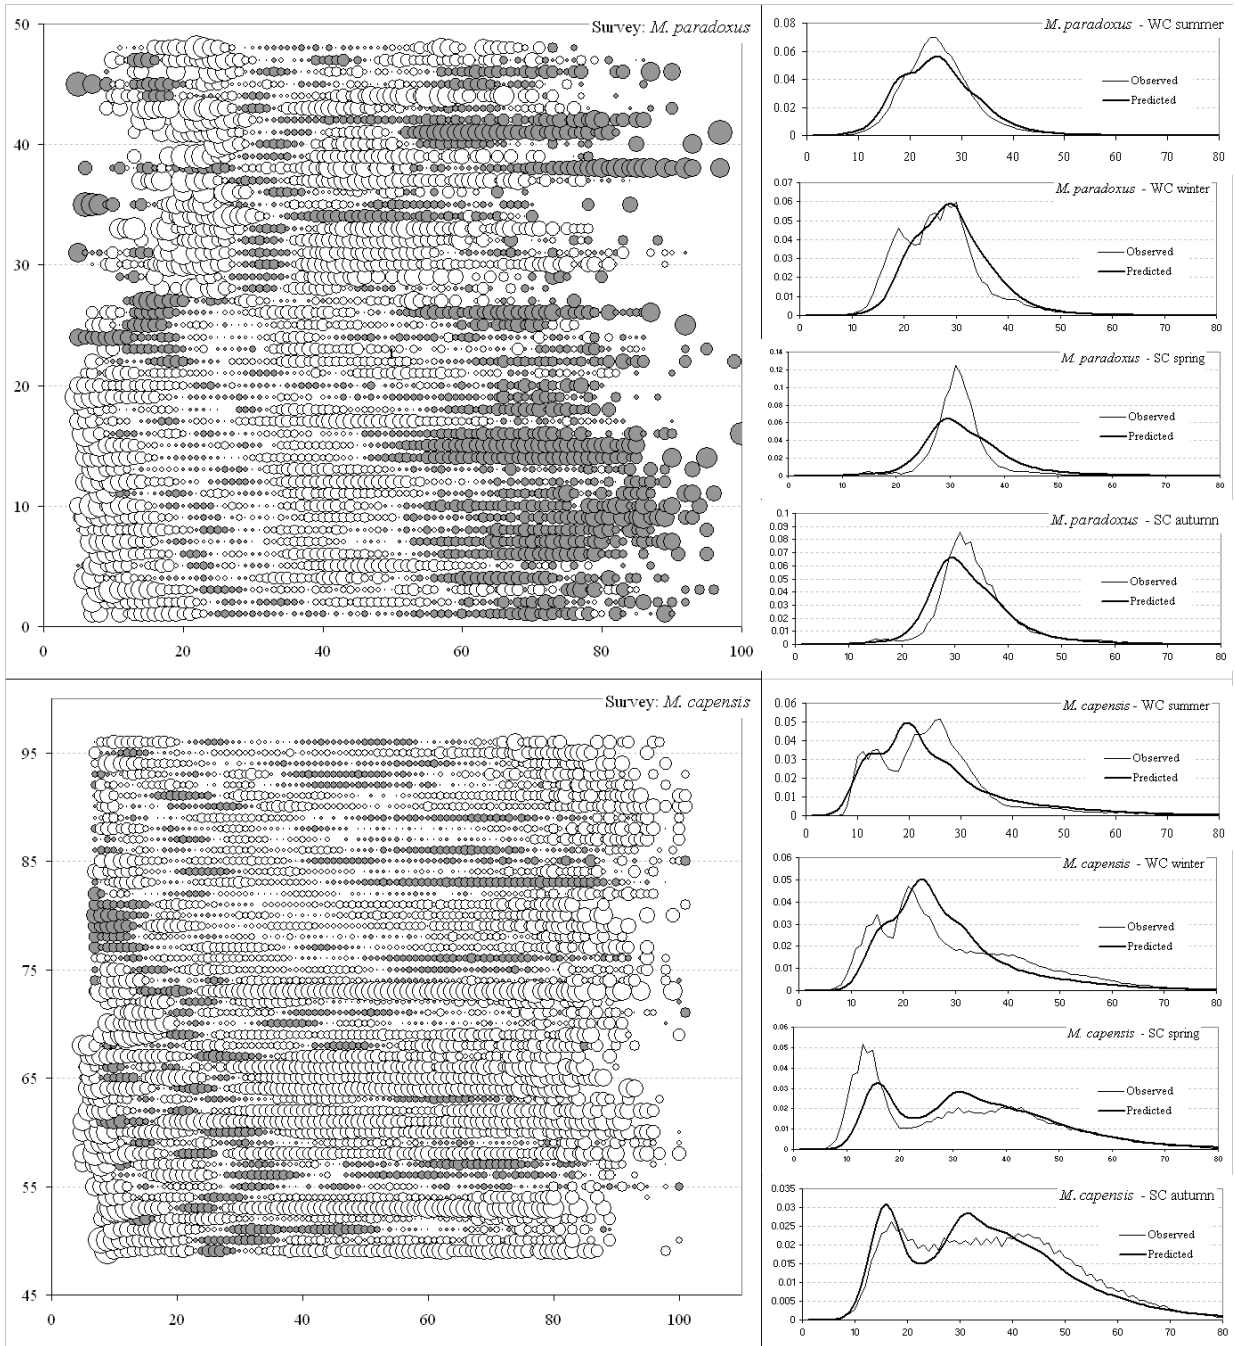 Survey: M. paradoxus
50
40
30
20
10
0
0 20 40 60 80 100
M. paradoxus - WC summer
0.08
0.06
0.04
0.02
0
Observed
Predicted
0 10 20 30 40 50 60 70 80
M. paradoxus - WC winter
0.07
0.06
0.05
0.04
0.03
0.02
0.01
0
Observed
Predicted
0 10 20 30 40 50 60 70 80
M. paradoxus - SC spring
0.14
0.12
0.1
0.08
0.06
0.04
0.02
0
Observed
Predicted
0 10 20 30 40 50 60 70 80
M. paradoxus - SC autumn
0.1
0.09
0.08
0.07
0.06
0.05
0.04
0.03
0.02
0.01
0
Observed
Predicted
0 10 20 30 40 50 60 70 80
Survey: M. capensis
95
85
75
65
55
45
0 20 40 60 80 100
M. capensis - WC summer
0.06
0.05
0.04
0.03
0.02
0.01
0
Observed
Predicted
0 10 20 30 40 50 60 70 80
M. capensis - WC winter
0.06
0.05
0.04
0.03
0.02
0.01
0
Observed
Predicted
0 10 20 30 40 50 60 70 80
M. capensis - SC spring
0.06
0.05
0.04
0.03
0.02
0.01
0
Observed
Predicted
0 10 20 30 40 50 60 70 80
M. capensis - SC autumn
0.035
0.03
0.025
0.02
0.015
0.01
0.005
0
Observed
Predicted
0 10 20 30 40 50 60 70 80